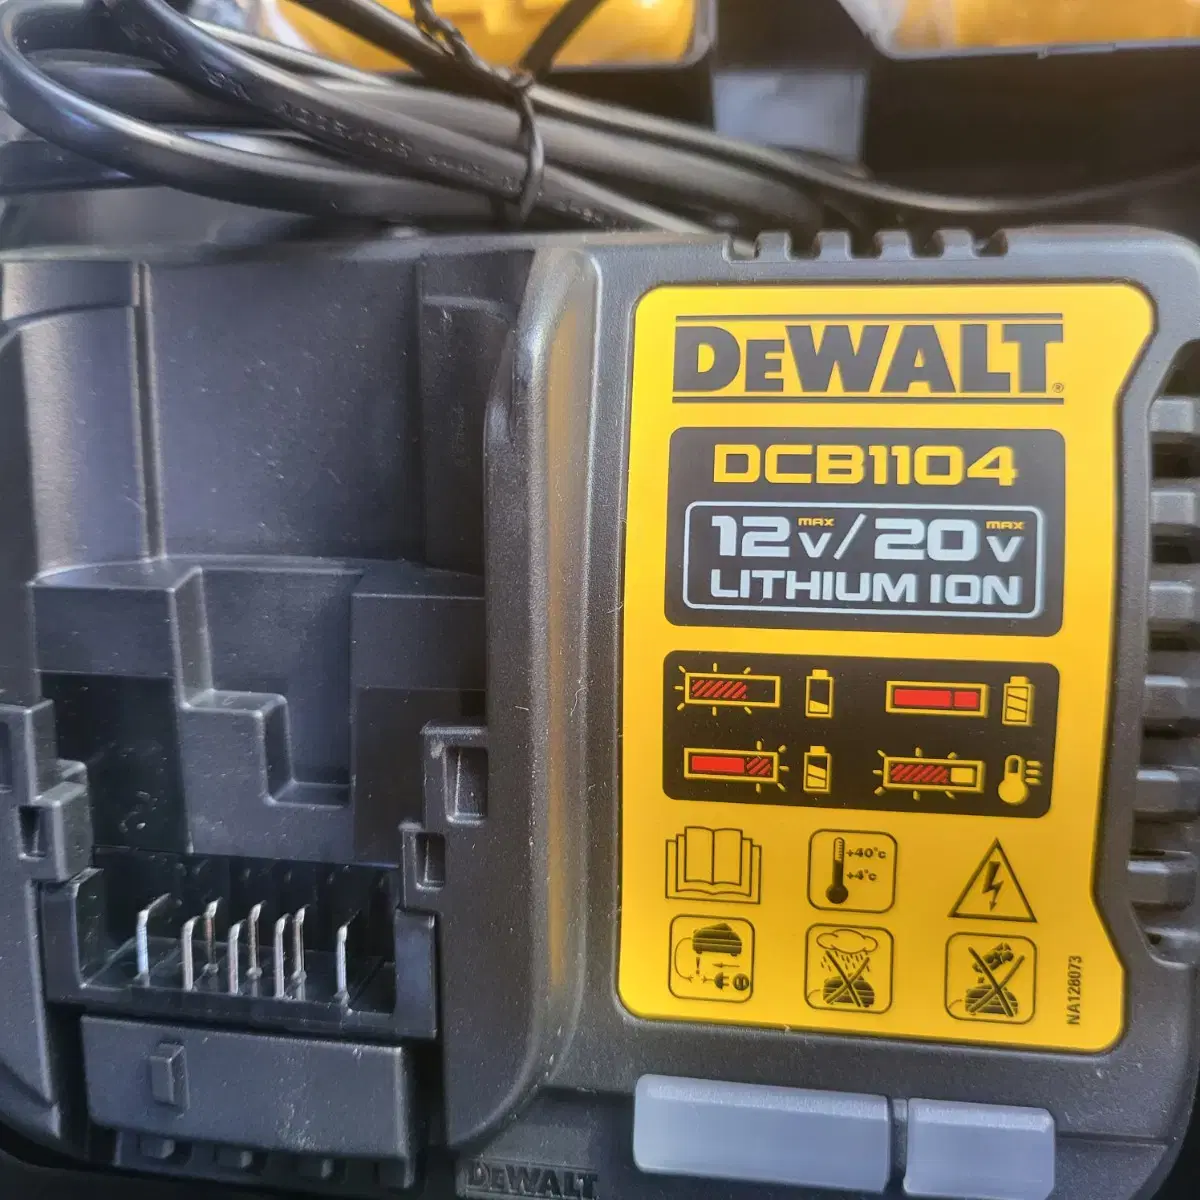 DEWALT®
DCB1104
12V MAX / 20V MAX
LITHIUM ION
+40°C
+4°C
NA128073
DEWALT